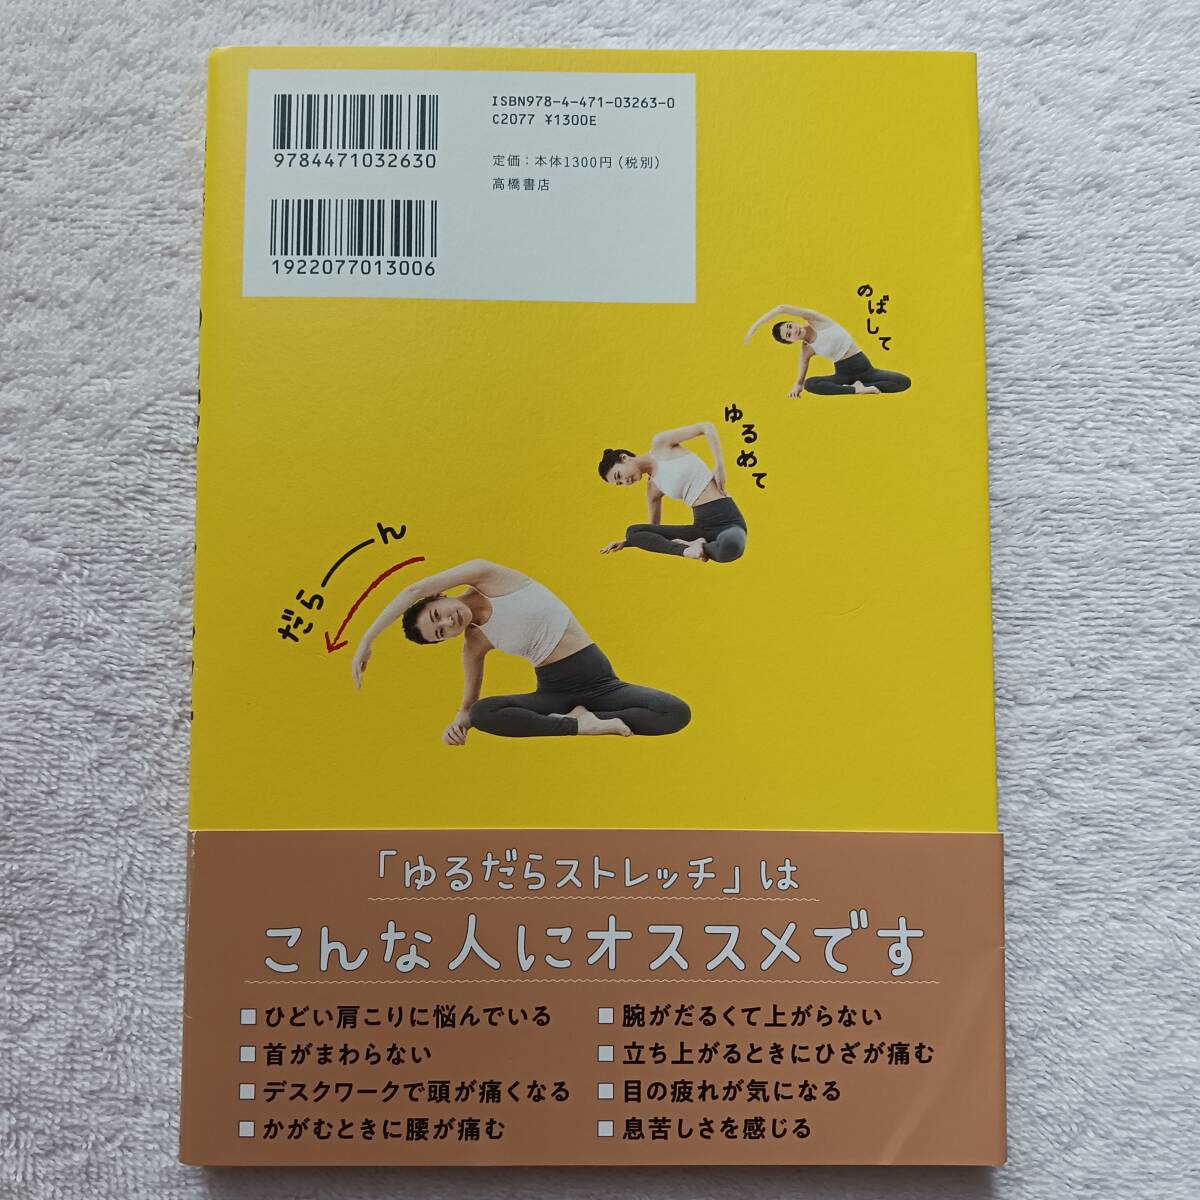 ISBN978-4-471-03263-0
C2077 ¥1300E
9784471032630
定価：本体1300円（税別）
高橋書店
1922077013006
のばして
ゆるめて
だらーーん
「ゆるだらストレッチ」は
こんな人にオススメです
□ひどい肩こりに悩んでいる
□首がまわらない
□デスクワークで頭が痛くなる
□かがむときに腰が痛む
□腕がだるくて上がらない
□立ち上がるときにひざが痛む
□目の疲れが気になる
□息苦しさを感じる